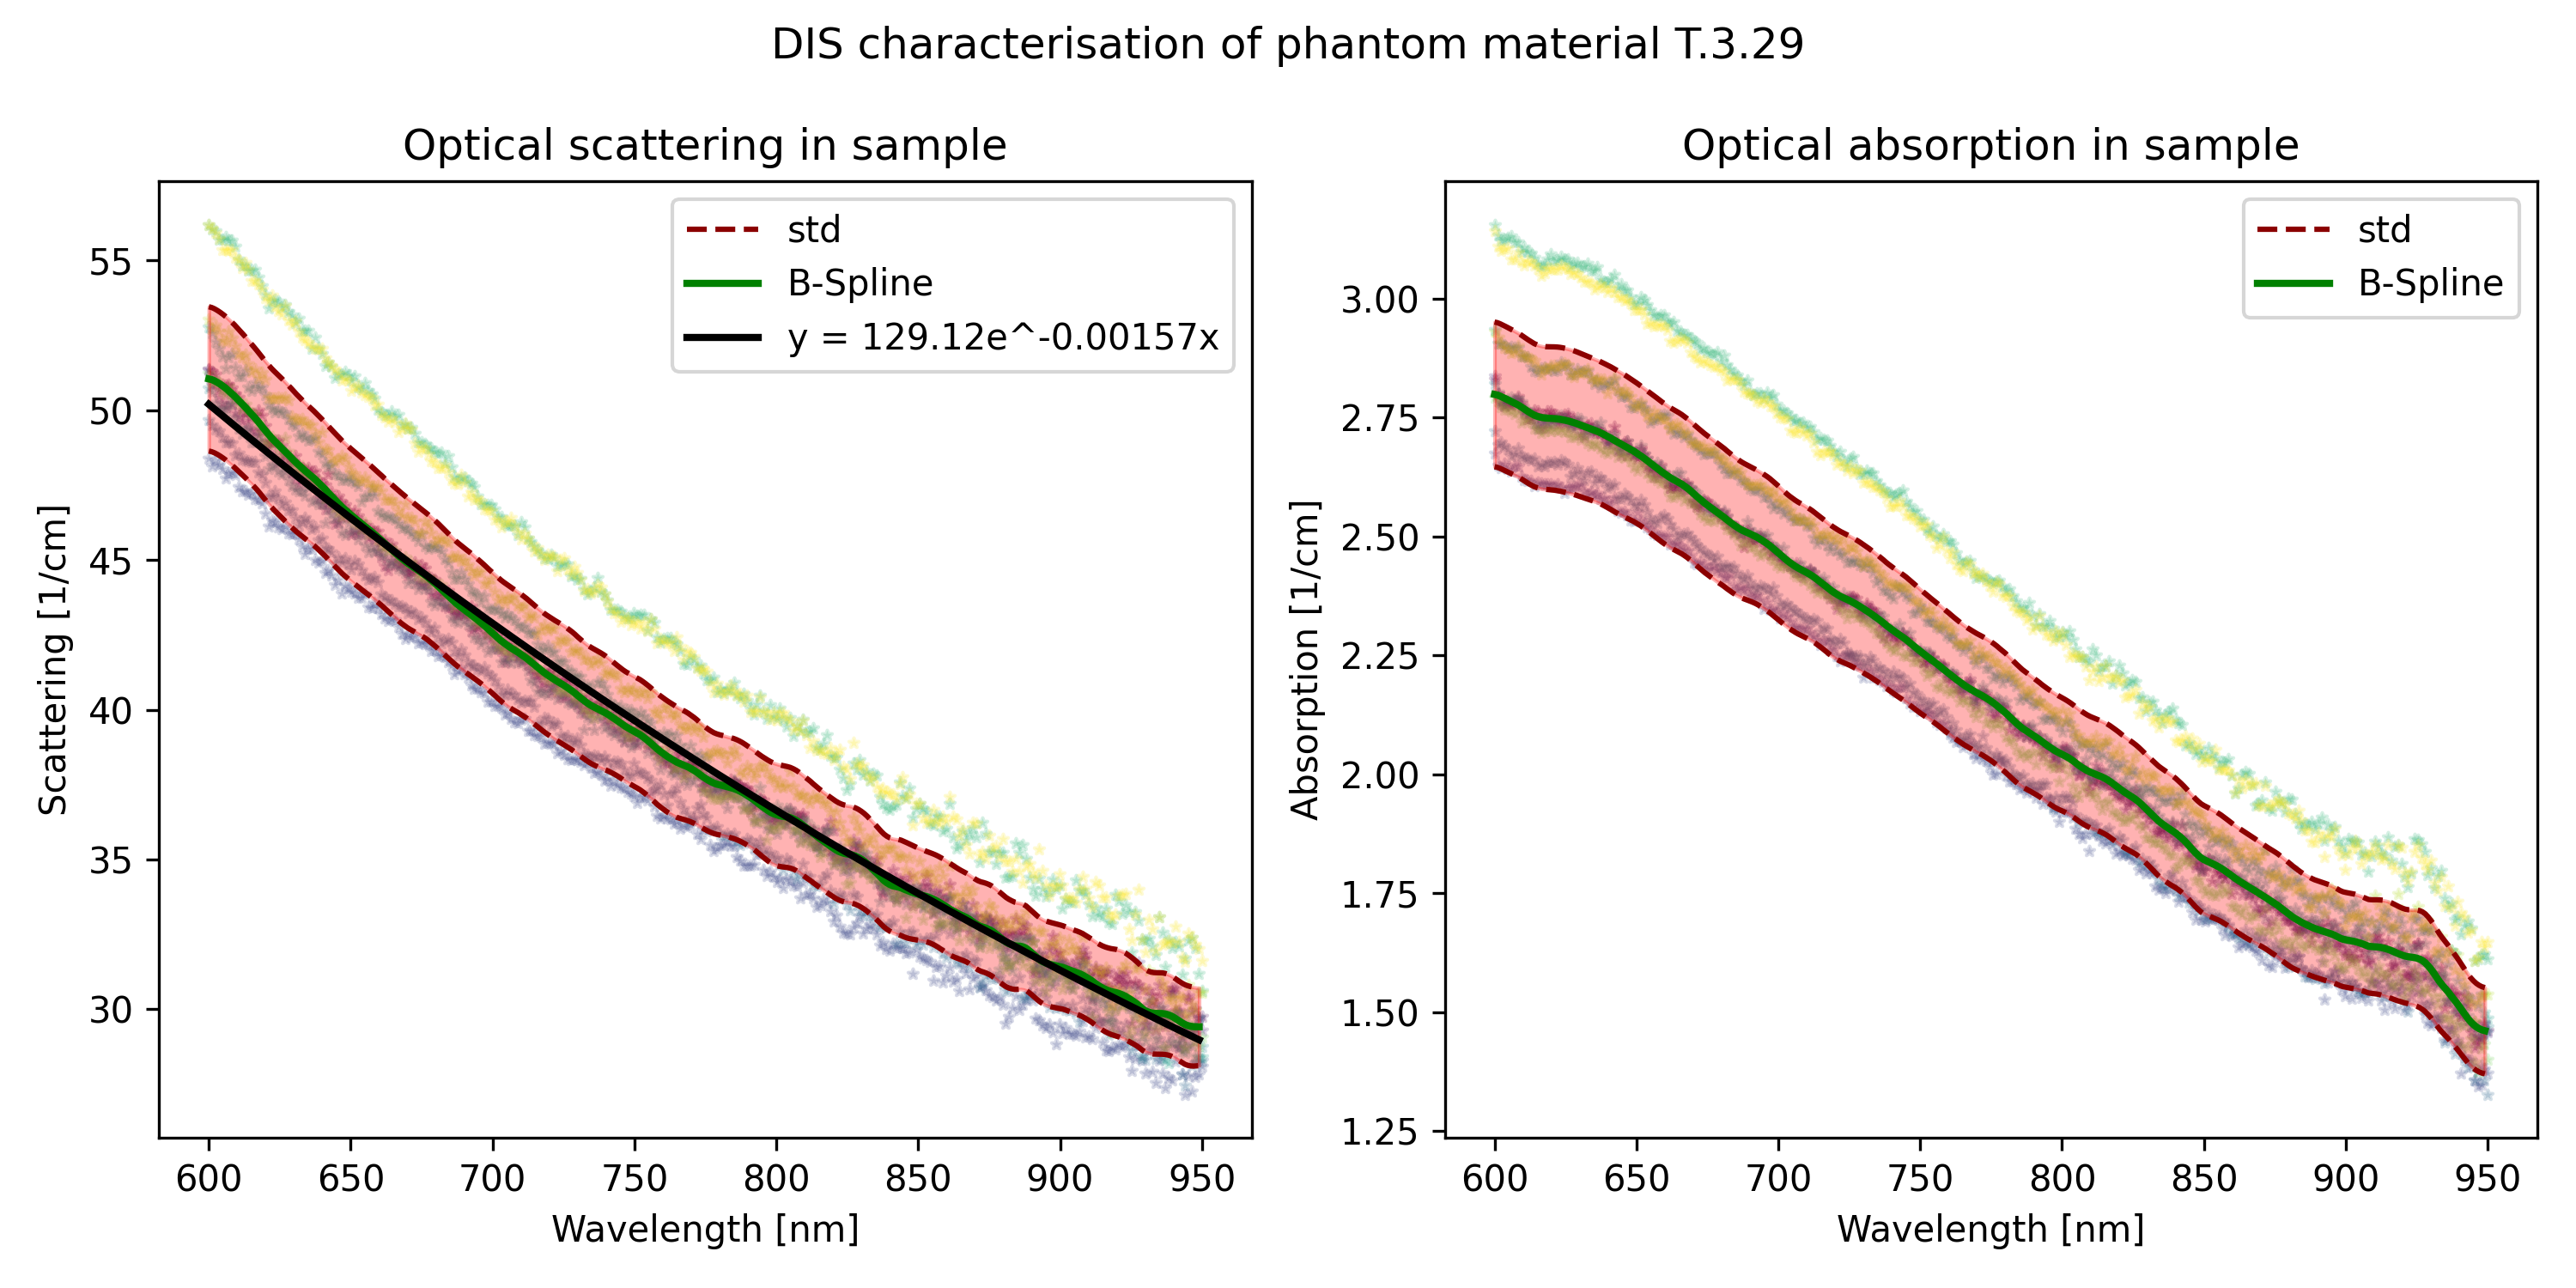 DIS characterisation of phantom material T.3.29
Optical scattering in sample
std
B-Spline
y = 129.12e^-0.00157x
Scattering [1/cm]
55
50
45
40
35
30
600 650 700 750 800 850 900 950
Wavelength [nm]
Optical absorption in sample
std
B-Spline
Absorption [1/cm]
3.00
2.75
2.50
2.25
2.00
1.75
1.50
1.25
600 650 700 750 800 850 900 950
Wavelength [nm]